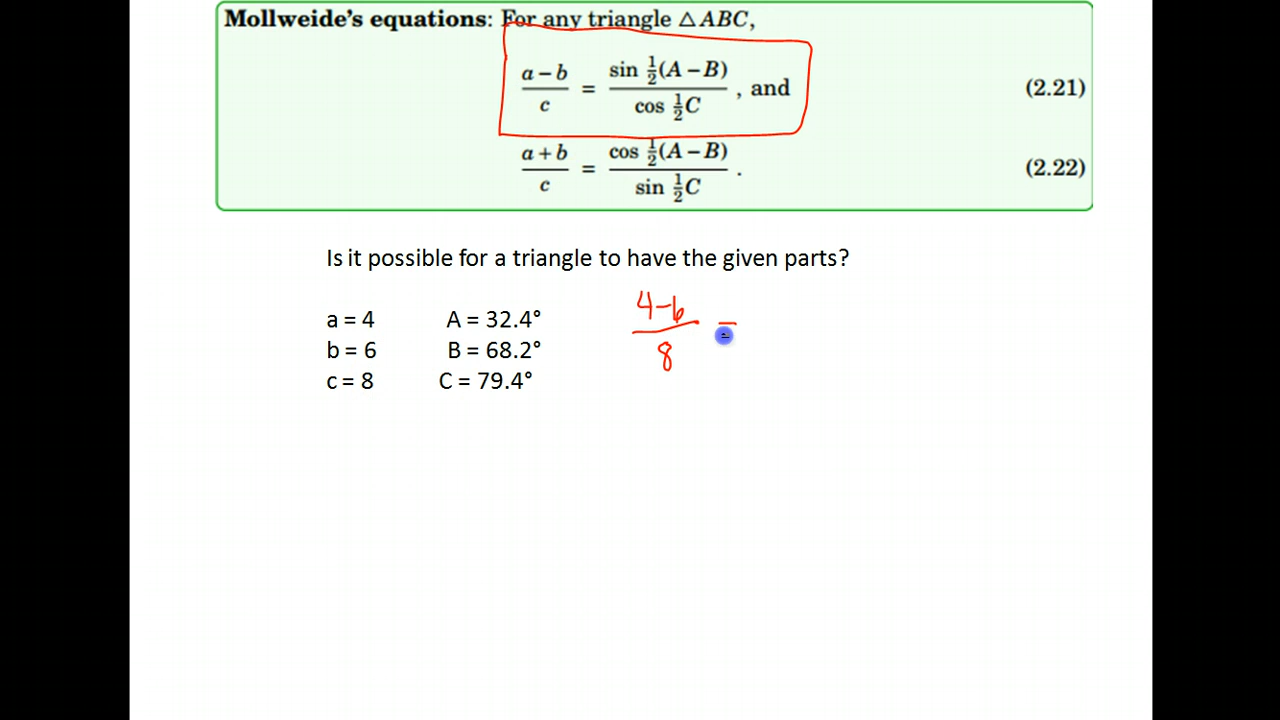 Mollweide's equations: For any triangle △ABC,
a − b / c = sin ½(A − B) / cos ½C , and (2.21)
a + b / c = cos ½(A − B) / sin ½C . (2.22)
Is it possible for a triangle to have the given parts?
a = 4 A = 32.4° 4−6 / 8 =
b = 6 B = 68.2°
c = 8 C = 79.4°